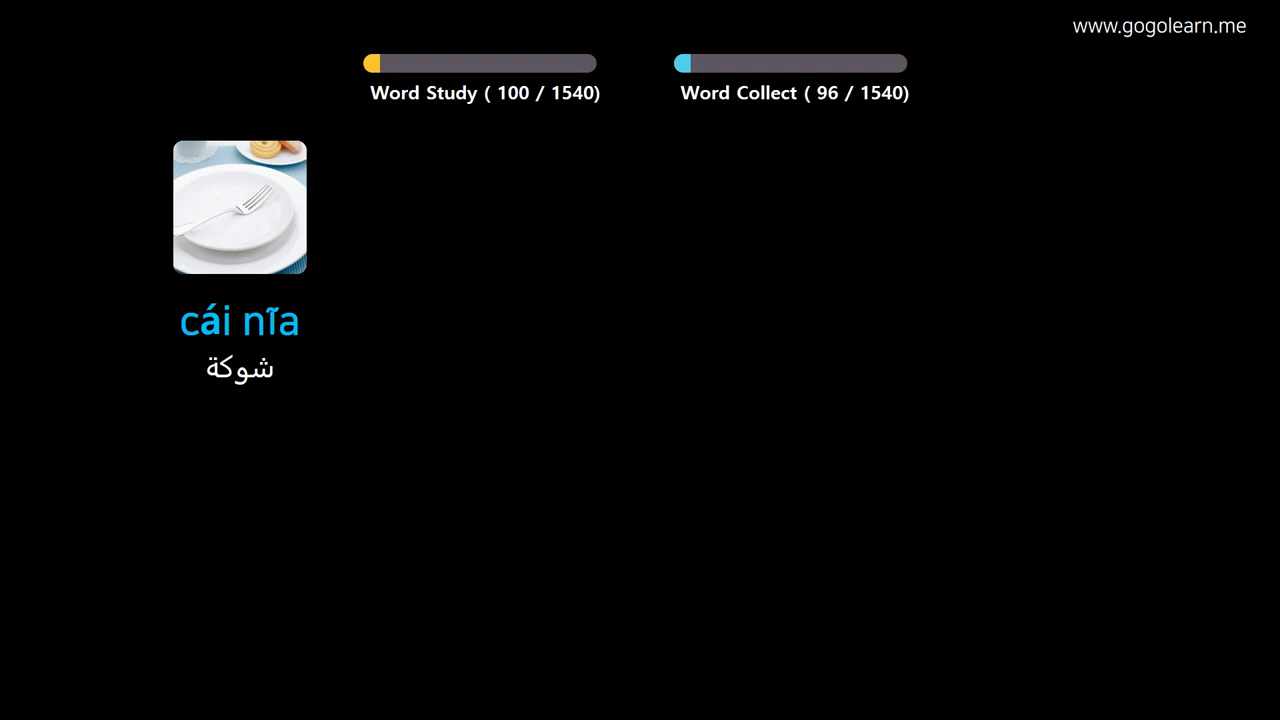 www.gogolearn.me
Word Study ( 100 / 1540)
Word Collect ( 96 / 1540)
cái nĩa
شوكة